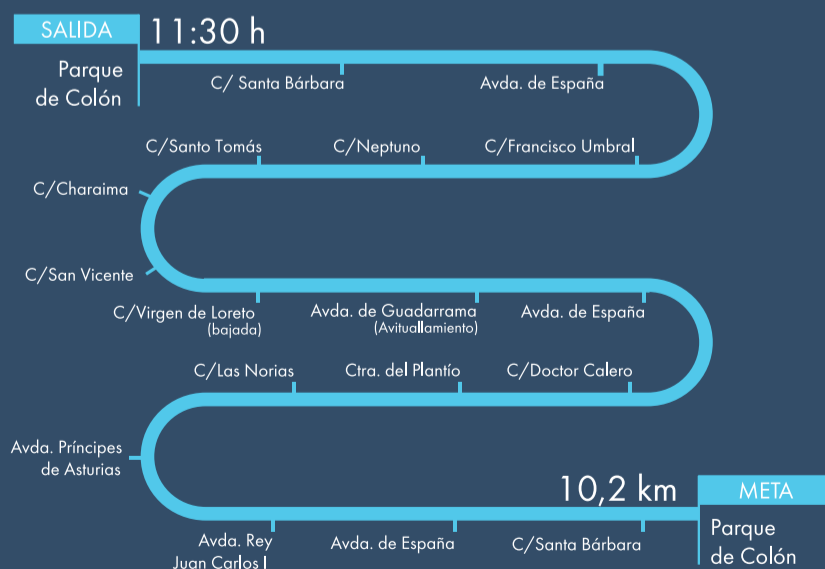 SALIDA
11:30 h
Parque
de Colón
C/ Santa Bárbara
Avda. de España
C/Francisco Umbral
C/Neptuno
C/Santo Tomás
C/Charaima
C/San Vicente
C/Virgen de Loreto
(bajada)
Avda. de Guadarrama
(Avituallamiento)
Avda. de España
C/Doctor Calero
Ctra. del Plantío
C/Las Norias
Avda. Príncipes
de Asturias
Avda. Rey
Juan Carlos I
Avda. de España
C/Santa Bárbara
10,2 km
META
Parque
de Colón